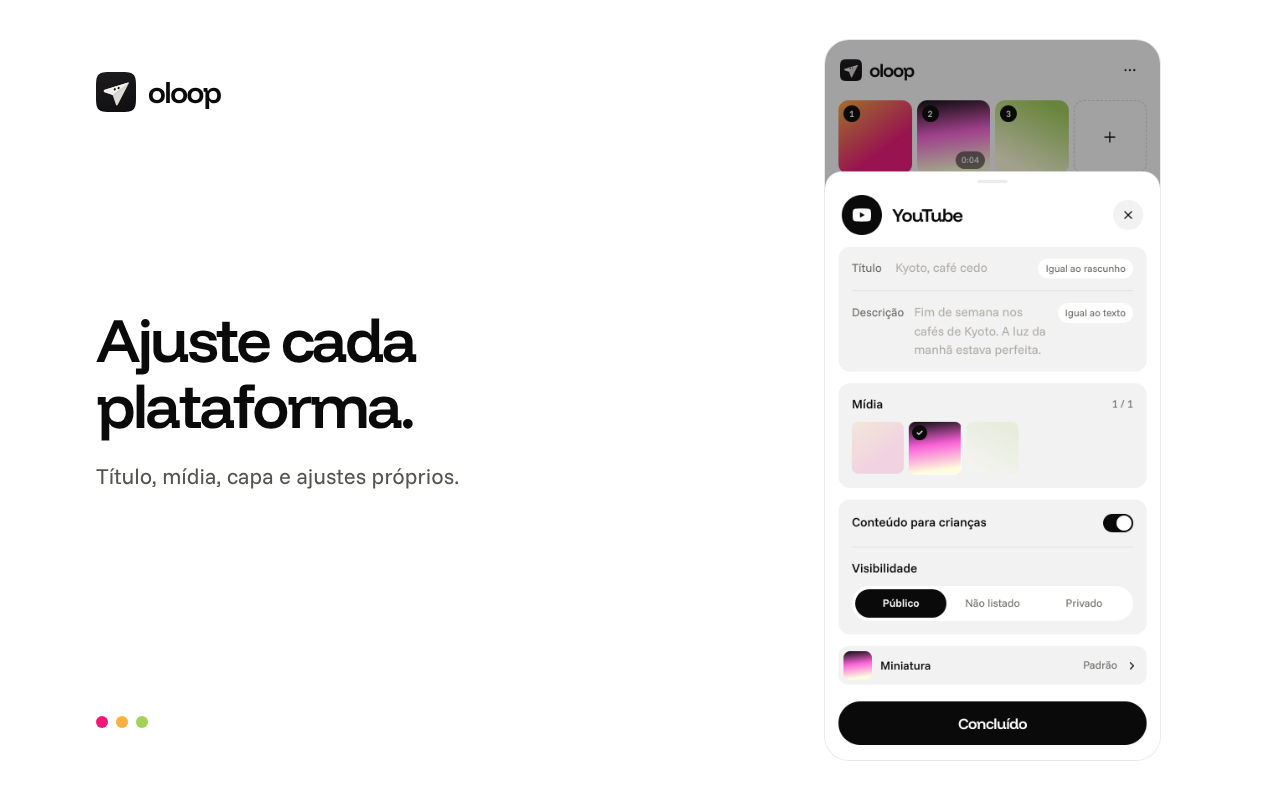 oloop
Ajuste cada
plataforma.
Título, mídia, capa e ajustes próprios.
oloop
1
2
3
0:04
YouTube
Título
Kyoto, café cedo
Igual ao rascunho
Descrição
Fim de semana nos
cafés de Kyoto. A luz da
manhã estava perfeita.
Igual ao texto
Mídia
1 / 1
Conteúdo para crianças
Visibilidade
Público
Não listado
Privado
Miniatura
Padrão
Concluído